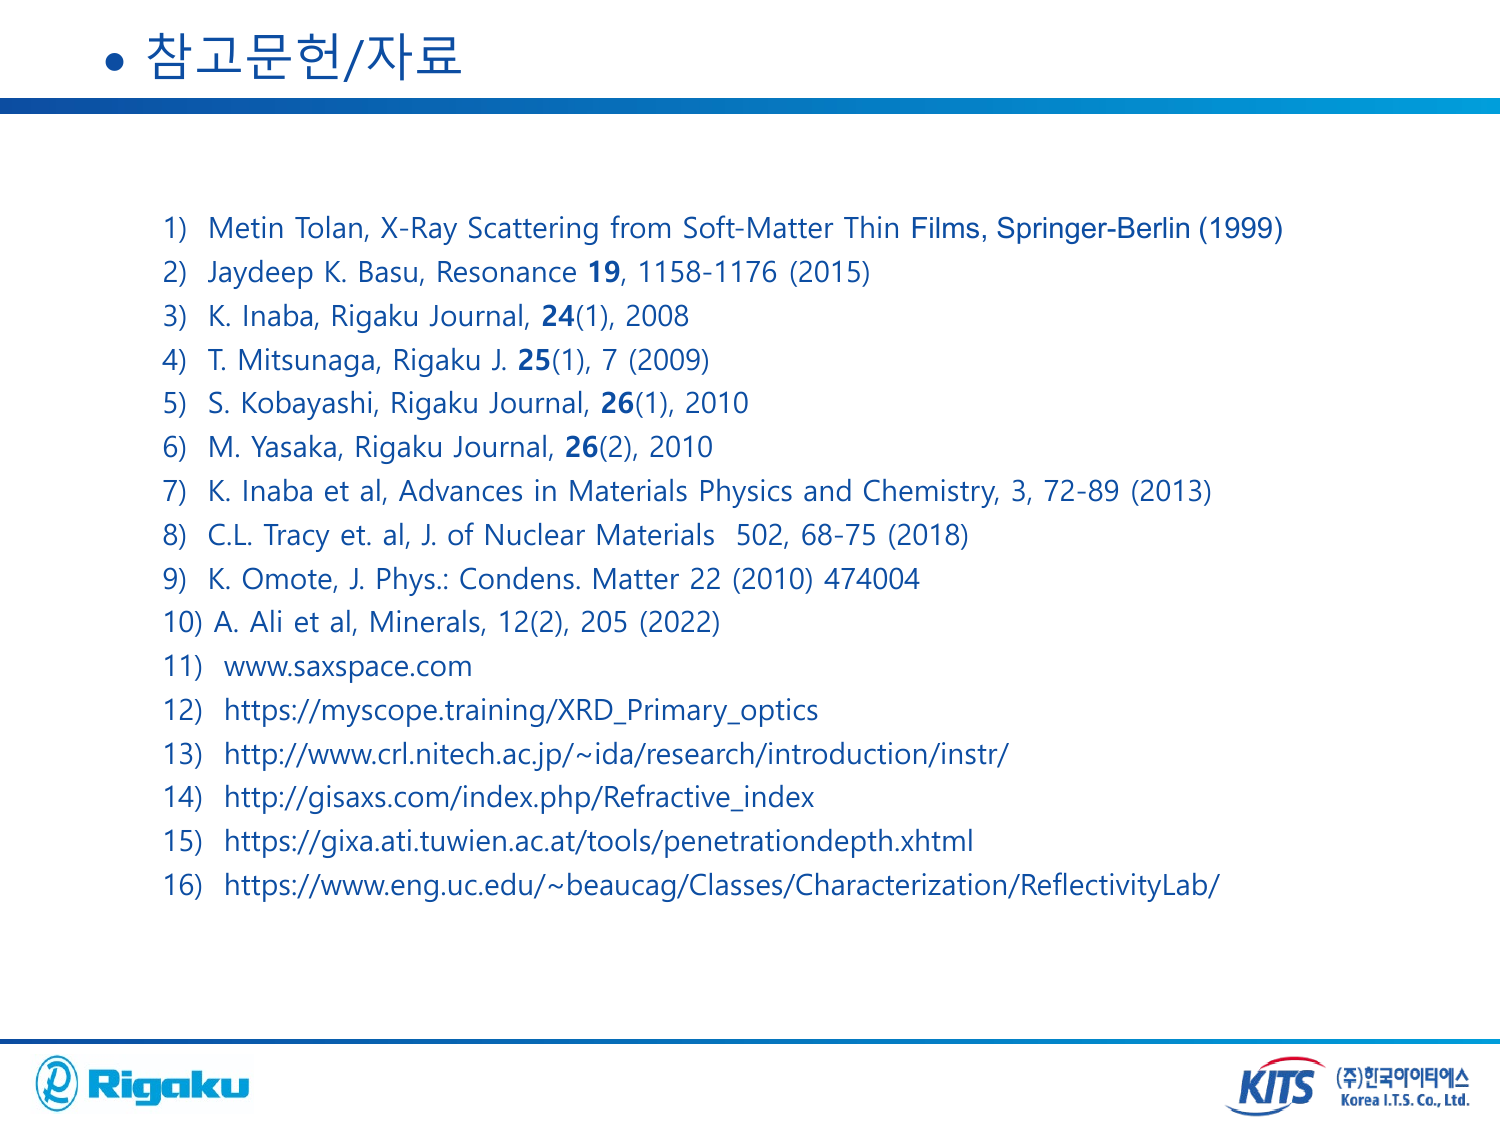 • 참고문헌/자료
1) Metin Tolan, X-Ray Scattering from Soft-Matter Thin Films, Springer-Berlin (1999)
2) Jaydeep K. Basu, Resonance 19, 1158-1176 (2015)
3) K. Inaba, Rigaku Journal, 24(1), 2008
4) T. Mitsunaga, Rigaku J. 25(1), 7 (2009)
5) S. Kobayashi, Rigaku Journal, 26(1), 2010
6) M. Yasaka, Rigaku Journal, 26(2), 2010
7) K. Inaba et al, Advances in Materials Physics and Chemistry, 3, 72-89 (2013)
8) C.L. Tracy et. al, J. of Nuclear Materials 502, 68-75 (2018)
9) K. Omote, J. Phys.: Condens. Matter 22 (2010) 474004
10) A. Ali et al, Minerals, 12(2), 205 (2022)
11) www.saxspace.com
12) https://myscope.training/XRD_Primary_optics
13) http://www.crl.nitech.ac.jp/~ida/research/introduction/instr/
14) http://gisaxs.com/index.php/Refractive_index
15) https://gixa.ati.tuwien.ac.at/tools/penetrationdepth.xhtml
16) https://www.eng.uc.edu/~beaucag/Classes/Characterization/ReflectivityLab/
Rigaku
KITS (주)한국아이티에스
Korea I.T.S. Co., Ltd.